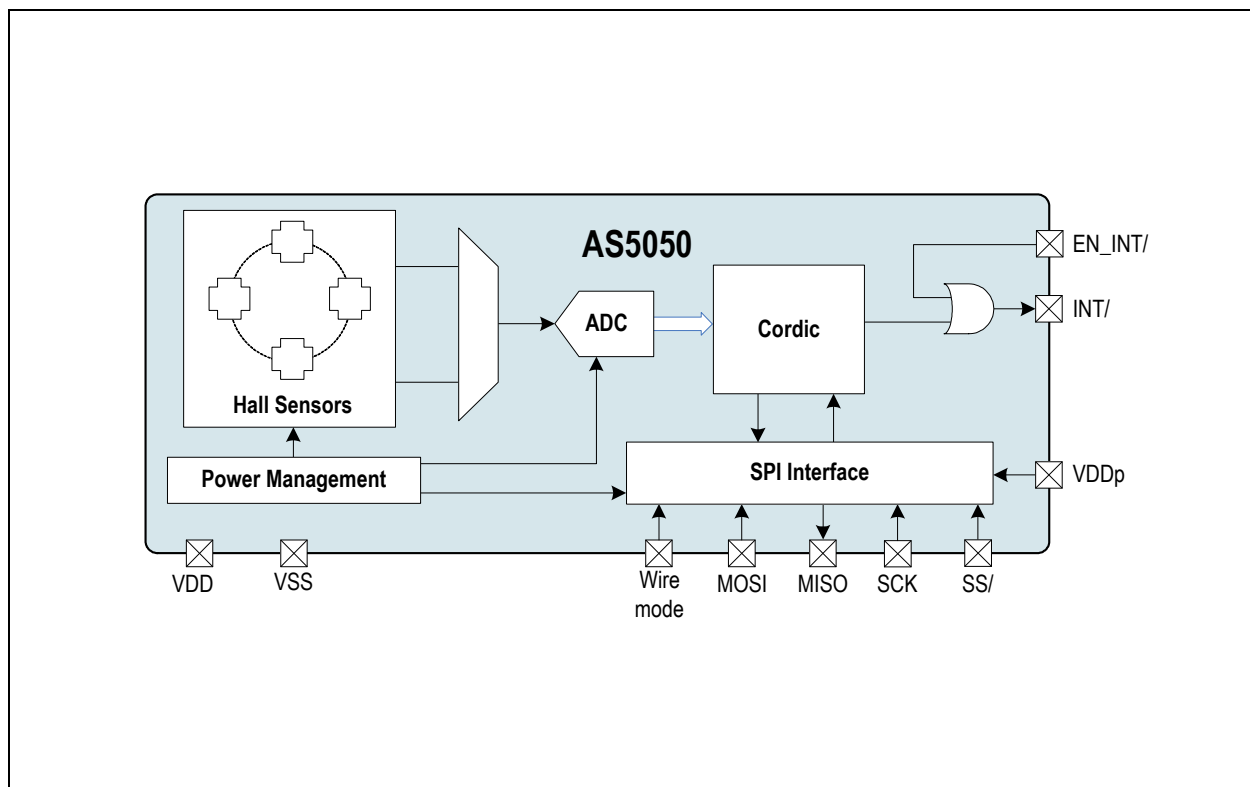 AS5050
EN_INT/
INT/
ADC
Cordic
Hall Sensors
Power Management
SPI Interface
VDDp
VDD
VSS
Wire
mode
MOSI
MISO
SCK
SS/